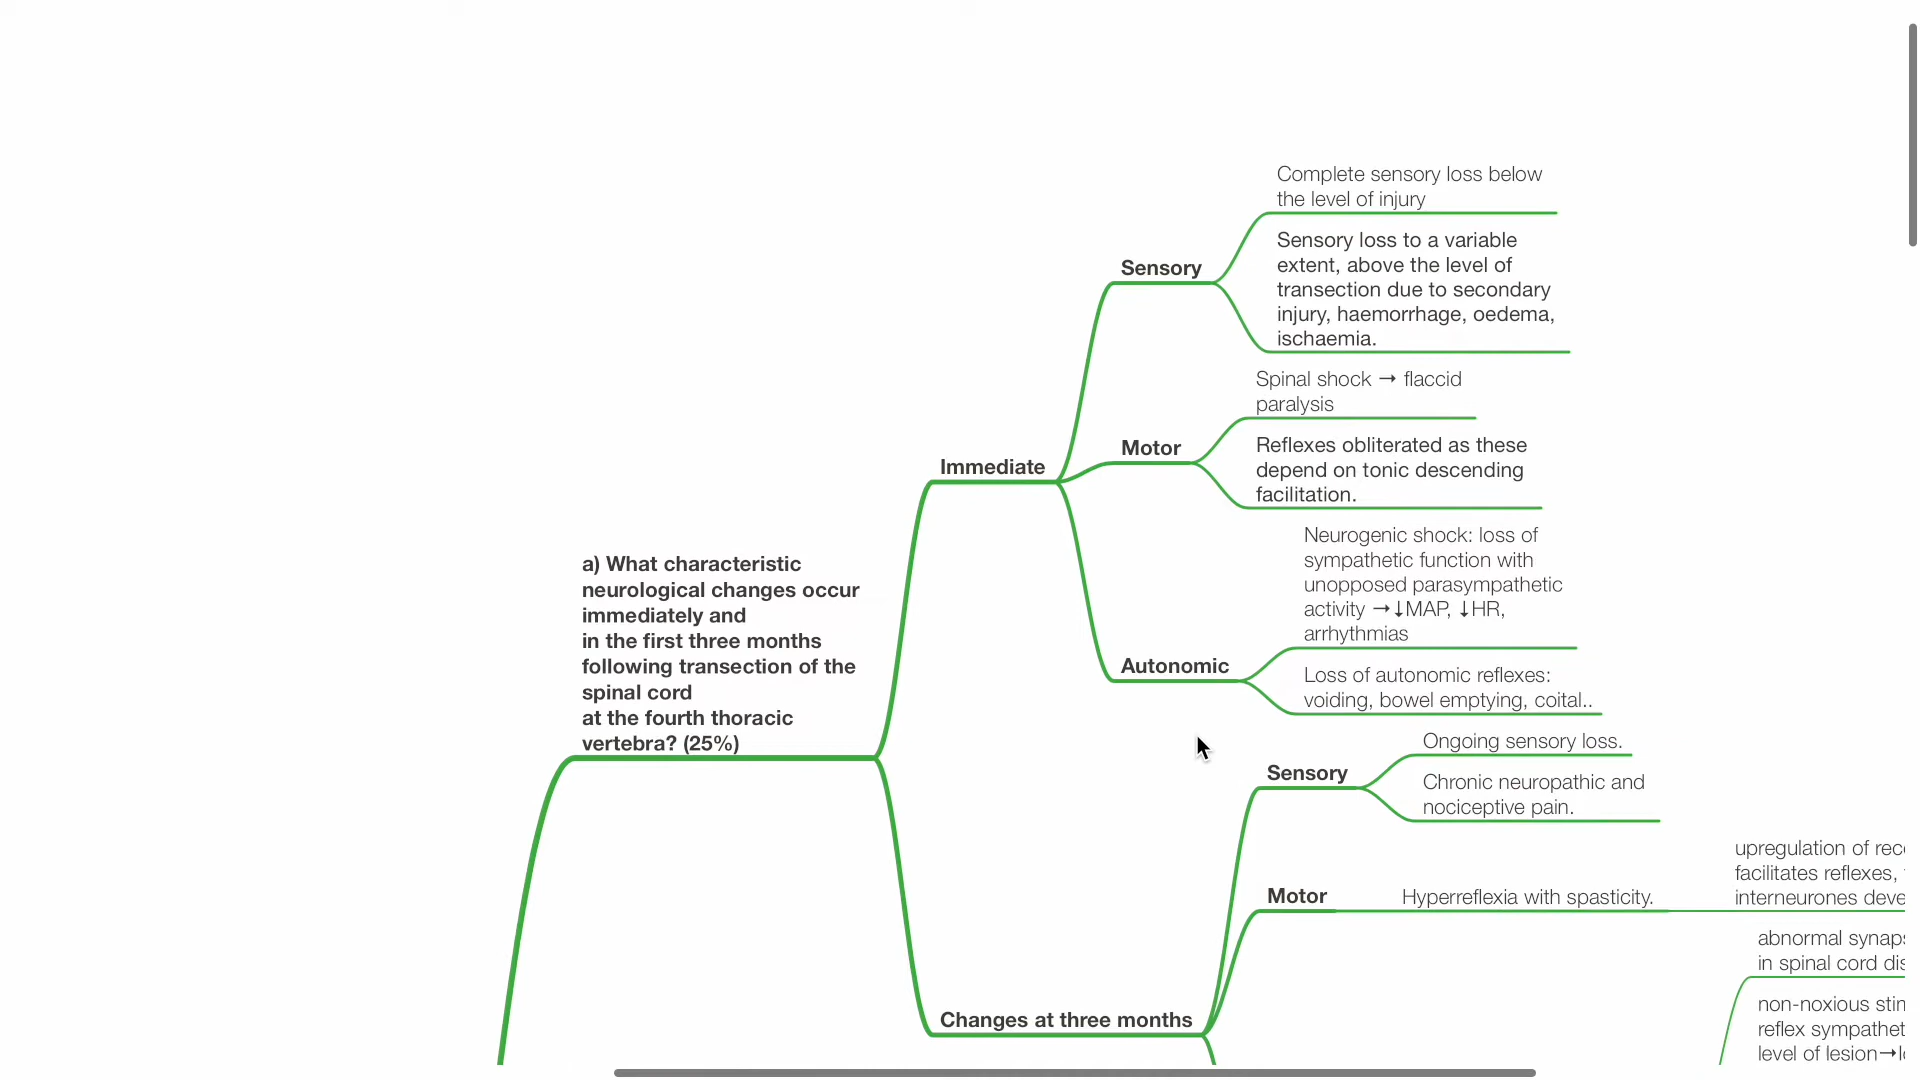 a) What characteristic
neurological changes occur
immediately and
in the first three months
following transection of the
spinal cord
at the fourth thoracic
vertebra? (25%)
Immediate
Sensory
Complete sensory loss below
the level of injury
Sensory loss to a variable
extent, above the level of
transection due to secondary
injury, haemorrhage, oedema,
ischaemia.
Motor
Spinal shock → flaccid
paralysis
Reflexes obliterated as these
depend on tonic descending
facilitation.
Autonomic
Neurogenic shock: loss of
sympathetic function with
unopposed parasympathetic
activity →↓MAP, ↓HR,
arrhythmias
Loss of autonomic reflexes:
voiding, bowel emptying, coital..
Changes at three months
Sensory
Ongoing sensory loss.
Chronic neuropathic and
nociceptive pain.
Motor
Hyperreflexia with spasticity.
upregulation of
facilitates reflexes,
interneurones
abnormal
in spinal cord
non-noxious
reflex
level of lesion→